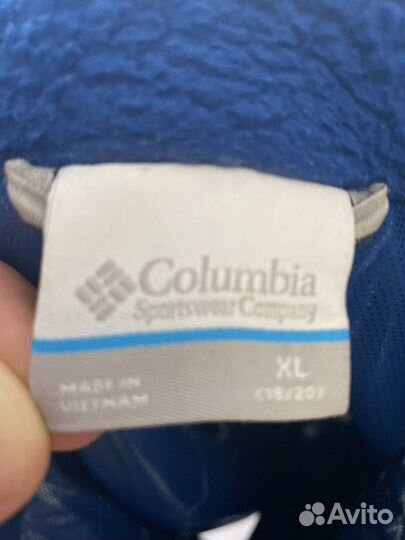 Columbia
Sportswear Company
XL
MADE IN
VIETNAM
(18/20)
Avito